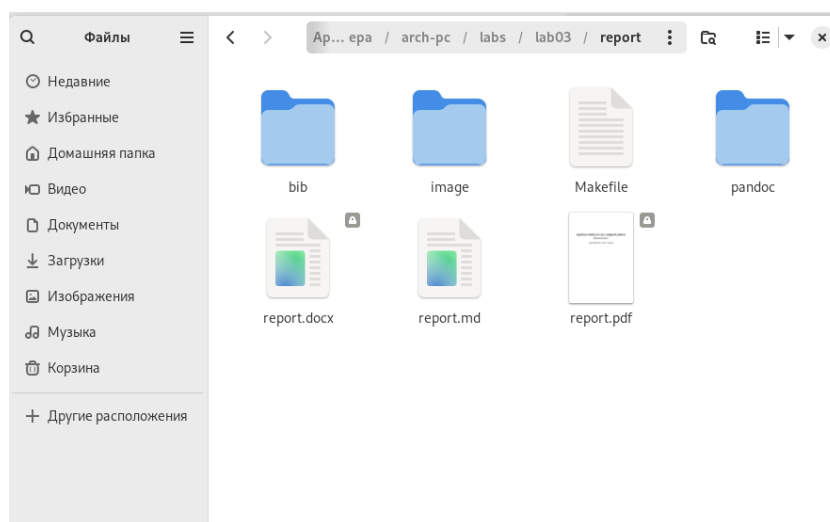 Файлы
Ар… ера / arch-pc / labs / lab03 / report
Недавние
Избранные
Домашняя папка
Видео
Документы
Загрузки
Изображения
Музыка
Корзина
Другие расположения
bib
image
Makefile
pandoc
report.docx
report.md
report.pdf